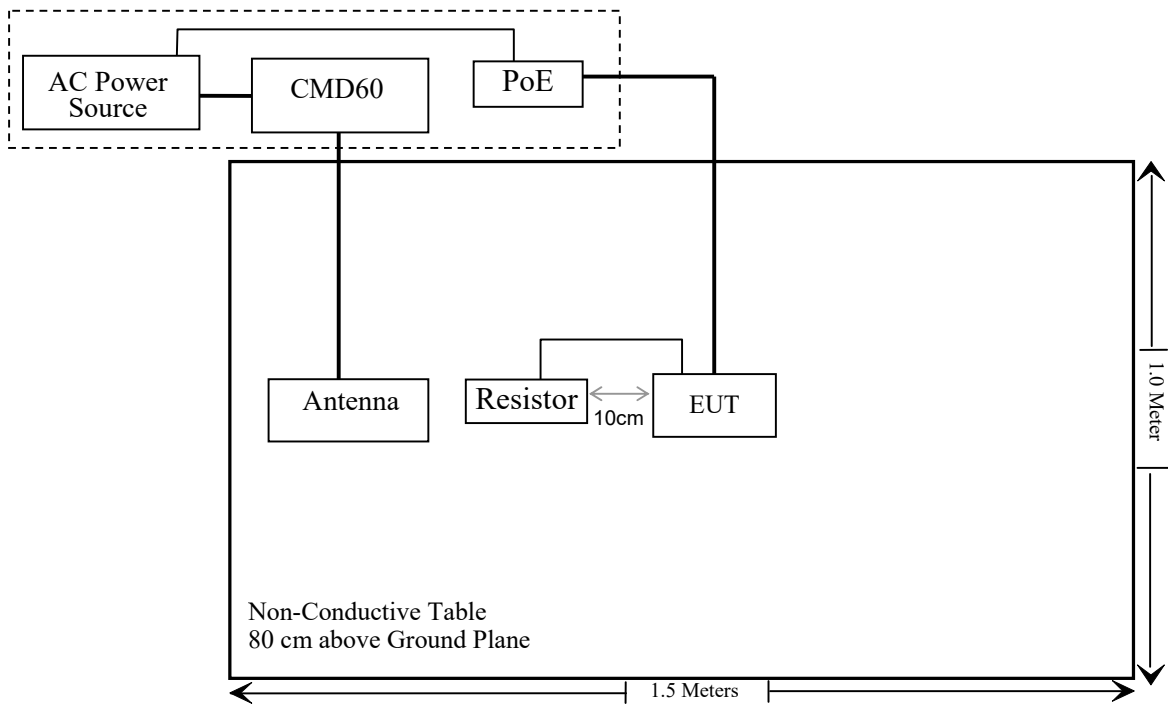 AC Power
Source
CMD60
PoE
Antenna
Resistor
10cm
EUT
1.0 Meter
Non-Conductive Table
80 cm above Ground Plane
1.5 Meters